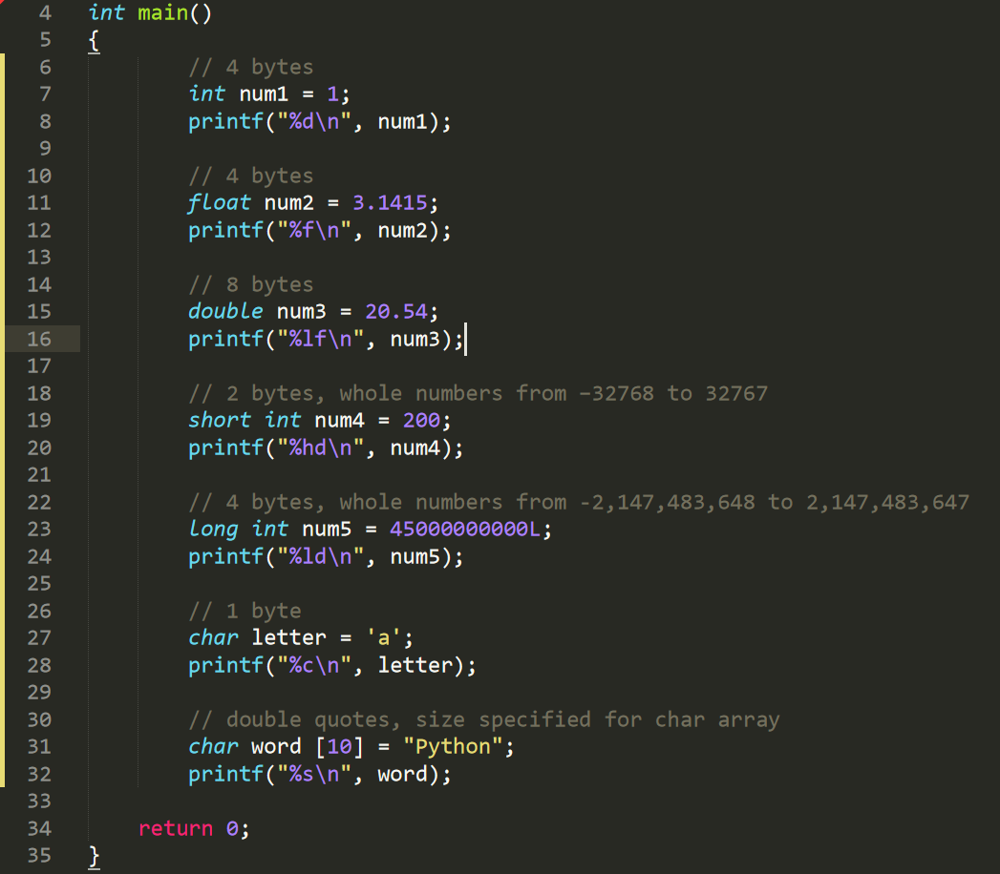 4 int main()
5 {
6 // 4 bytes
7 int num1 = 1;
8 printf("%d\n", num1);
9
10 // 4 bytes
11 float num2 = 3.1415;
12 printf("%f\n", num2);
13
14 // 8 bytes
15 double num3 = 20.54;
16 printf("%lf\n", num3);
17
18 // 2 bytes, whole numbers from −32768 to 32767
19 short int num4 = 200;
20 printf("%hd\n", num4);
21
22 // 4 bytes, whole numbers from -2,147,483,648 to 2,147,483,647
23 long int num5 = 45000000000L;
24 printf("%ld\n", num5);
25
26 // 1 byte
27 char letter = 'a';
28 printf("%c\n", letter);
29
30 // double quotes, size specified for char array
31 char word [10] = "Python";
32 printf("%s\n", word);
33
34 return 0;
35 }